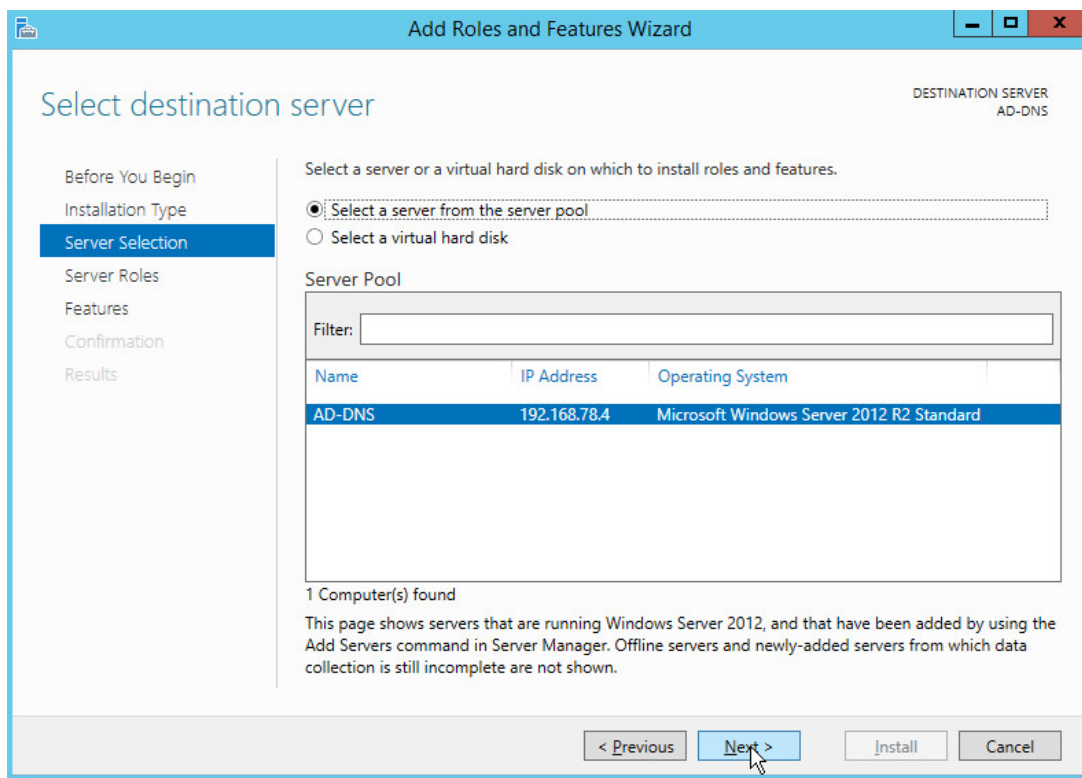 Add Roles and Features Wizard
Select destination server
DESTINATION SERVER
AD-DNS
Before You Begin
Installation Type
Server Selection
Server Roles
Features
Confirmation
Results
Select a server or a virtual hard disk on which to install roles and features.
Select a server from the server pool
Select a virtual hard disk
Server Pool
Filter:
Name IP Address Operating System
AD-DNS 192.168.78.4 Microsoft Windows Server 2012 R2 Standard
1 Computer(s) found
This page shows servers that are running Windows Server 2012, and that have been added by using the
Add Servers command in Server Manager. Offline servers and newly-added servers from which data
collection is still incomplete are not shown.
< Previous Next > Install Cancel